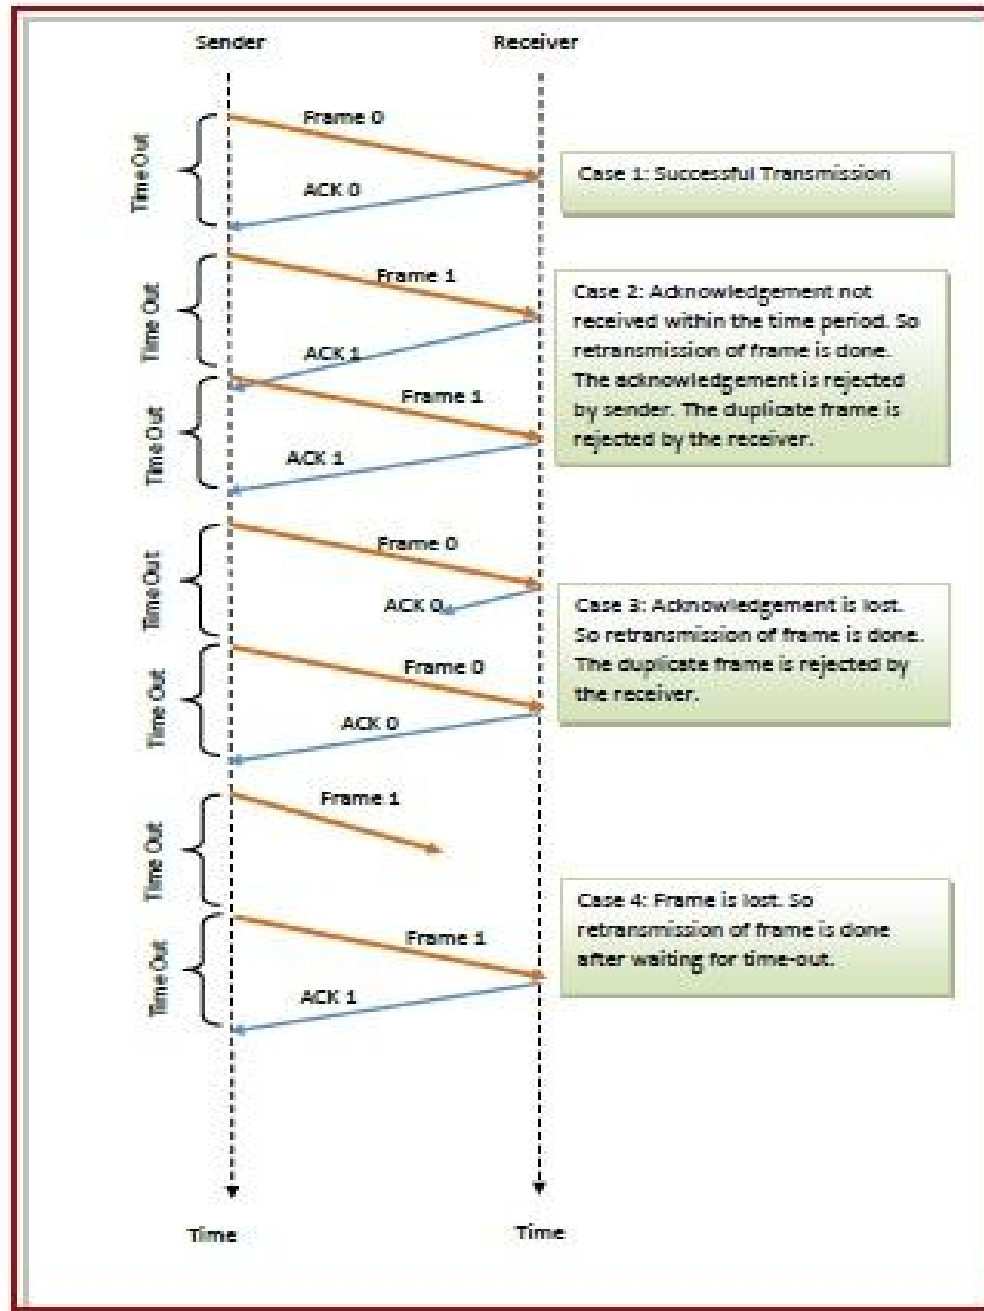 Sender
Receiver
Time Out
Frame 0
ACK 0
Case 1: Successful Transmission
Time Out
Frame 1
ACK 1
Time Out
Frame 1
ACK 1
Case 2: Acknowledgement not
received within the time period. So
retransmission of frame is done.
The acknowledgement is rejected
by sender. The duplicate frame is
rejected by the receiver.
Time Out
Frame 0
ACK 0
Time Out
Frame 0
ACK 0
Case 3: Acknowledgement is lost.
So retransmission of frame is done.
The duplicate frame is rejected by
the receiver.
Time Out
Frame 1
Time Out
Frame 1
ACK 1
Case 4: Frame is lost. So
retransmission of frame is done
after waiting for time-out.
Time
Time